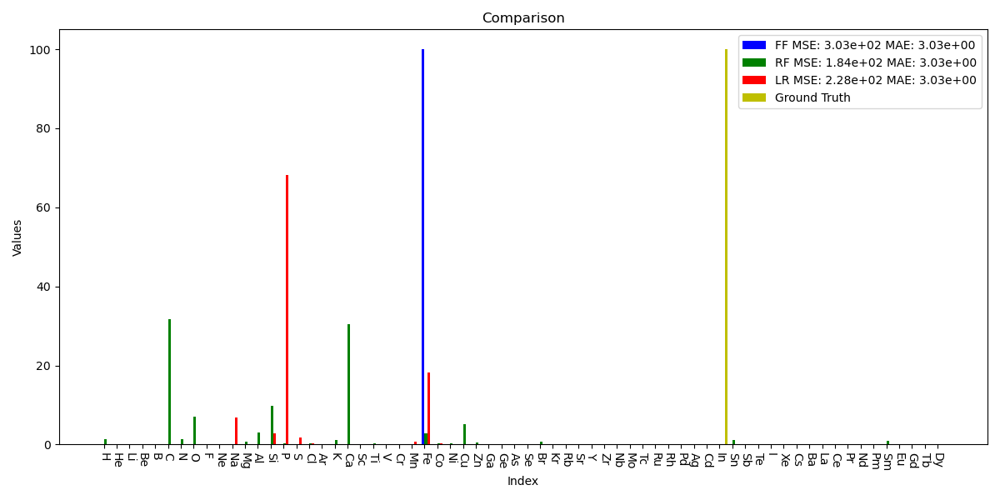 Comparison
FF MSE: 3.03e+02 MAE: 3.03e+00
RF MSE: 1.84e+02 MAE: 3.03e+00
LR MSE: 2.28e+02 MAE: 3.03e+00
Ground Truth
Values
100
80
60
40
20
0
H He Li Be B C N O F Ne Na Mg Al Si P S Cl Ar K Ca Sc Ti V Cr Mn Fe Co Ni Cu Zn Ga Ge As Se Br Kr Rb Sr Y Zr Nb Mo Tc Ru Rh Pd Ag Cd In Sn Sb Te I Xe Cs Ba La Ce Pr Nd Pm Sm Eu Gd Tb Dy
Index